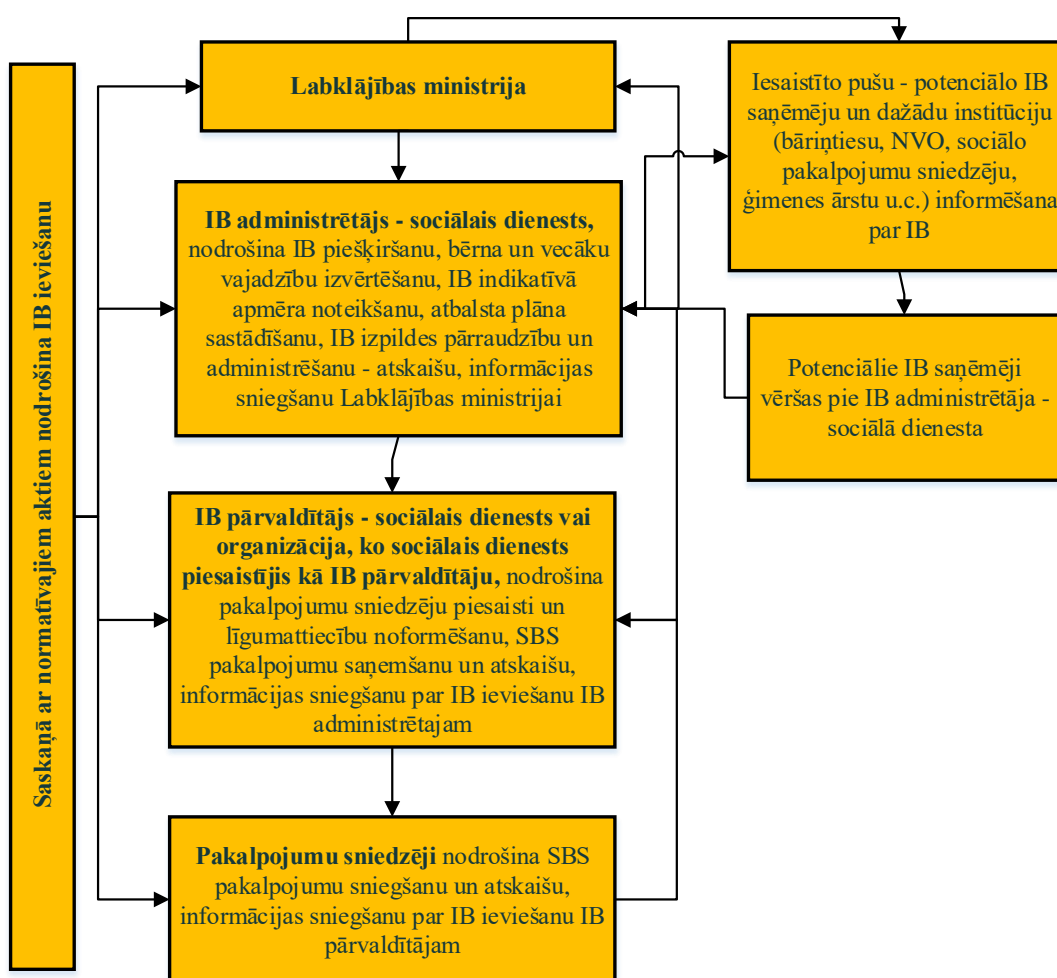 Saskaņā ar normatīvajiem aktiem nodrošina IB ieviešanu
Labklājības ministrija
IB administrētājs - sociālais dienests,
nodrošina IB piešķiršanu, bērna un vecāku
vajadzību izvērtēšanu, IB indikatīvā
apmēra noteikšanu, atbalsta plāna
sastādīšanu, IB izpildes pārraudzību un
administrēšanu - atskaišu, informācijas
sniegšanu Labklājības ministrijai
IB pārvaldītājs - sociālais dienests vai
organizācija, ko sociālais dienests
piesaistījis kā IB pārvaldītāju, nodrošina
pakalpojumu sniedzēju piesaisti un
līgumattiecību noformēšanu, SBS
pakalpojumu saņemšanu un atskaišu,
informācijas sniegšanu par IB ieviešanu IB
administrētajam
Pakalpojumu sniedzēji nodrošina SBS
pakalpojumu sniegšanu un atskaišu,
informācijas sniegšanu par IB ieviešanu IB
pārvaldītājam
Iesaistīto pušu - potenciālo IB
saņēmēju un dažādu institūciju
(bāriņtiesu, NVO, sociālo
pakalpojumu sniedzēju,
ģimenes ārstu u.c.) informēšana
par IB
Potenciālie IB saņēmēji
vēršas pie IB administrētāja -
sociālā dienesta